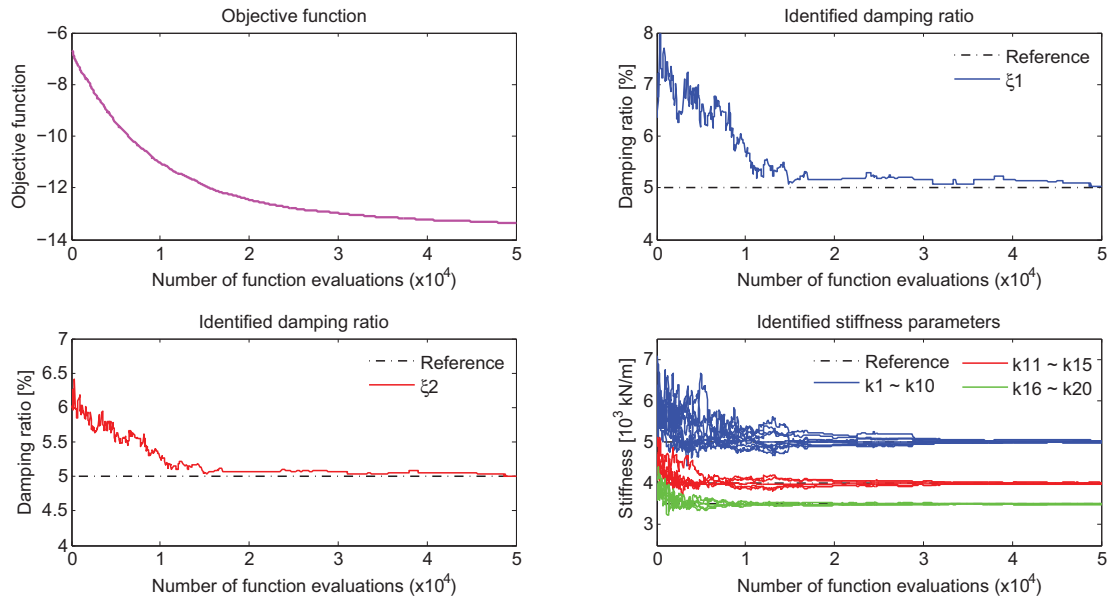 Objective function
−6
−8
−10
−12
−14
Objective function
0 1 2 3 4 5
Number of function evaluations (x10⁴)
Identified damping ratio
8
7
6
5
4
Damping ratio [%]
Reference
ξ1
0 1 2 3 4 5
Number of function evaluations (x10⁴)
Identified damping ratio
7
6.5
6
5.5
5
4.5
4
Damping ratio [%]
Reference
ξ2
0 1 2 3 4 5
Number of function evaluations (x10⁴)
Identified stiffness parameters
7
6
5
4
3
Stiffness [10³ kN/m]
Reference
k1 ~ k10
k11 ~ k15
k16 ~ k20
0 1 2 3 4 5
Number of function evaluations (x10⁴)